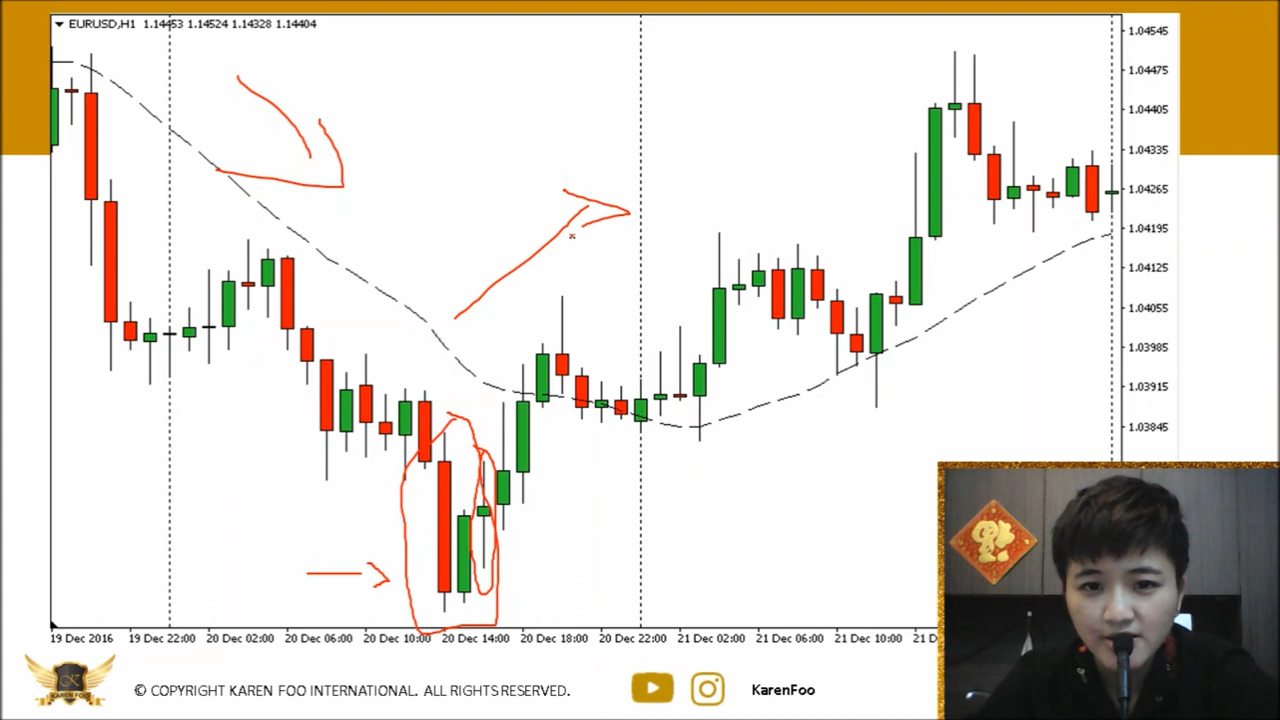 EURUSD,H1 1.14453 1.14524 1.14328 1.14404
1.04545
1.04475
1.04405
1.04335
1.04265
1.04195
1.04125
1.04055
1.03985
1.03915
1.03845
福
19 Dec 2016 19 Dec 22:00 20 Dec 02:00 20 Dec 06:00 20 Dec 10:00 20 Dec 14:00 20 Dec 18:00 20 Dec 22:00 21 Dec 02:00 21 Dec 06:00 21 Dec 10:00 21 D
K
KAREN FOO
© COPYRIGHT KAREN FOO INTERNATIONAL. ALL RIGHTS RESERVED.
KarenFoo